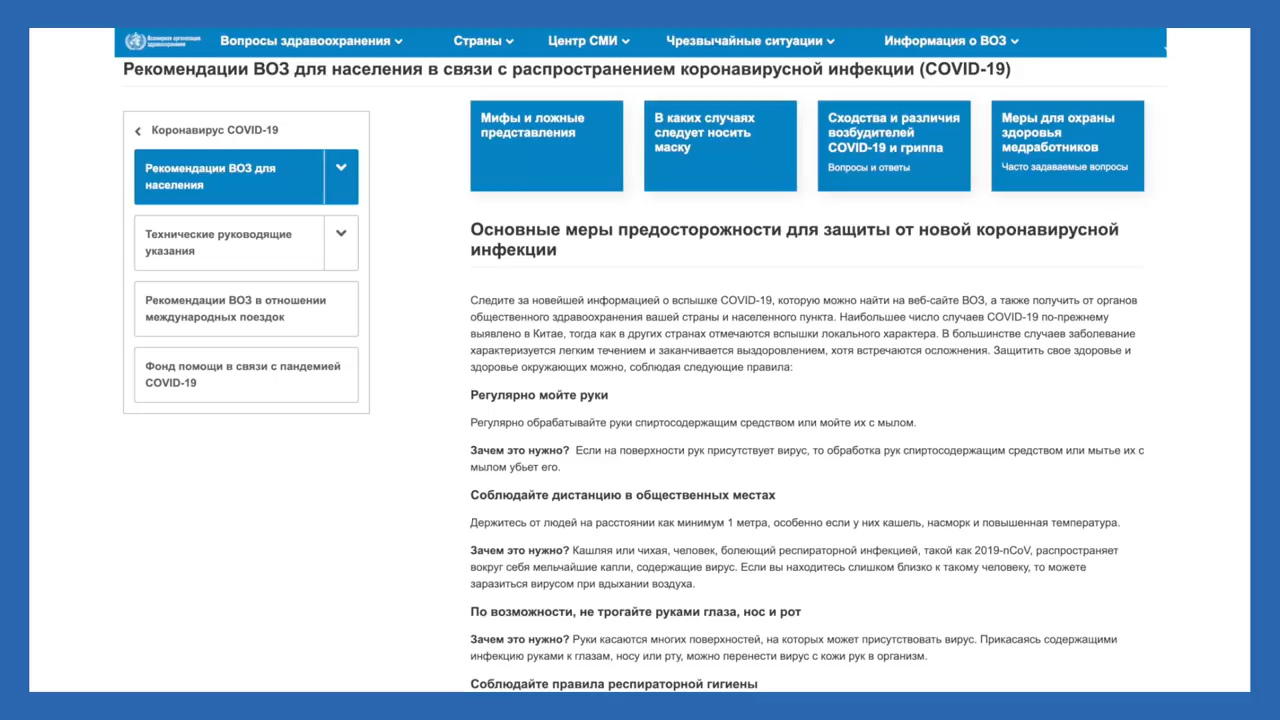 Всемирная организация
здравоохранения
Вопросы здравоохранения
Страны
Центр СМИ
Чрезвычайные ситуации
Информация о ВОЗ
Рекомендации ВОЗ для населения в связи с распространением коронавирусной инфекции (COVID-19)
Коронавирус COVID-19
Рекомендации ВОЗ для
населения
Технические руководящие
указания
Рекомендации ВОЗ в отношении
международных поездок
Фонд помощи в связи с пандемией
COVID-19
Мифы и ложные
представления
В каких случаях
следует носить
маску
Сходства и различия
возбудителей
COVID-19 и гриппа
Вопросы и ответы
Меры для охраны
здоровья
медработников
Часто задаваемые вопросы
Основные меры предосторожности для защиты от новой коронавирусной
инфекции
Следите за новейшей информацией о вспышке COVID-19, которую можно найти на веб-сайте ВОЗ, а также получить от органов
общественного здравоохранения вашей страны и населенного пункта. Наибольшее число случаев COVID-19 по-прежнему
выявлено в Китае, тогда как в других странах отмечаются вспышки локального характера. В большинстве случаев заболевание
характеризуется легким течением и заканчивается выздоровлением, хотя встречаются осложнения. Защитить свое здоровье и
здоровье окружающих можно, соблюдая следующие правила:
Регулярно мойте руки
Регулярно обрабатывайте руки спиртосодержащим средством или мойте их с мылом.
Зачем это нужно? Если на поверхности рук присутствует вирус, то обработка рук спиртосодержащим средством или мытье их с
мылом убьет его.
Соблюдайте дистанцию в общественных местах
Держитесь от людей на расстоянии как минимум 1 метра, особенно если у них кашель, насморк и повышенная температура.
Зачем это нужно? Кашляя или чихая, человек, болеющий респираторной инфекцией, такой как 2019-nCoV, распространяет
вокруг себя мельчайшие капли, содержащие вирус. Если вы находитесь слишком близко к такому человеку, то можете
заразиться вирусом при вдыхании воздуха.
По возможности, не трогайте руками глаза, нос и рот
Зачем это нужно? Руки касаются многих поверхностей, на которых может присутствовать вирус. Прикасаясь содержащими
инфекцию руками к глазам, носу или рту, можно перенести вирус с кожи рук в организм.
Соблюдайте правила респираторной гигиены